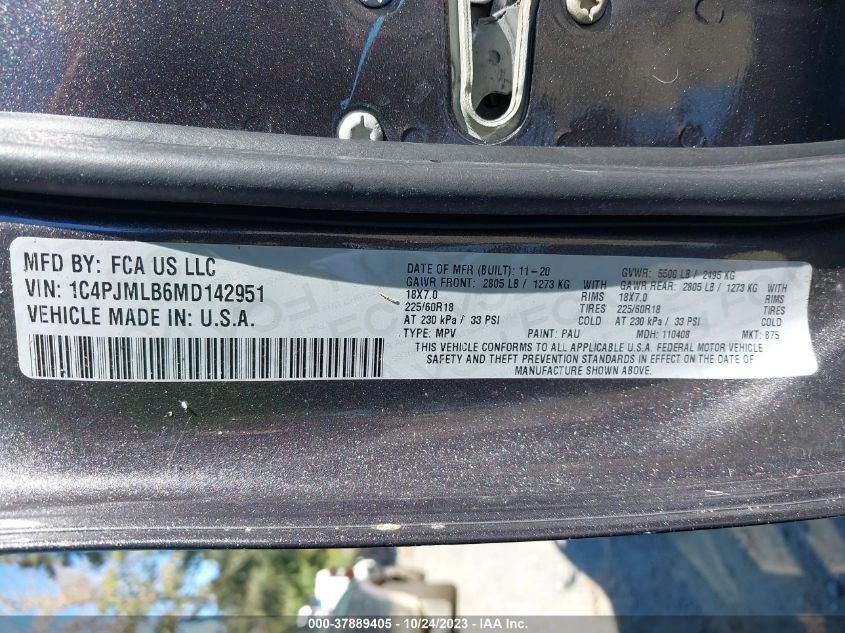 MFD BY: FCA US LLC
VIN: 1C4PJMLB6MD142951
VEHICLE MADE IN: U.S.A.
DATE OF MFR (BUILT): 11-20 GVWR: 5500 LB / 2495 KG
GAWR FRONT: 2805 LB / 1273 KG WITH GAWR REAR: 2805 LB / 1273 KG WITH
18X7.0 RIMS 18X7.0 RIMS
225/60R18 TIRES 225/60R18 TIRES
AT 230 kPa / 33 PSI COLD AT 230 kPa / 33 PSI COLD
TYPE: MPV PAINT: PAU MDH: 110408 MKT: 875
THIS VEHICLE CONFORMS TO ALL APPLICABLE U.S.A. FEDERAL MOTOR VEHICLE
SAFETY AND THEFT PREVENTION STANDARDS IN EFFECT ON THE DATE OF
MANUFACTURE SHOWN ABOVE.
000-37889405 - 10/24/2023 - IAA Inc.